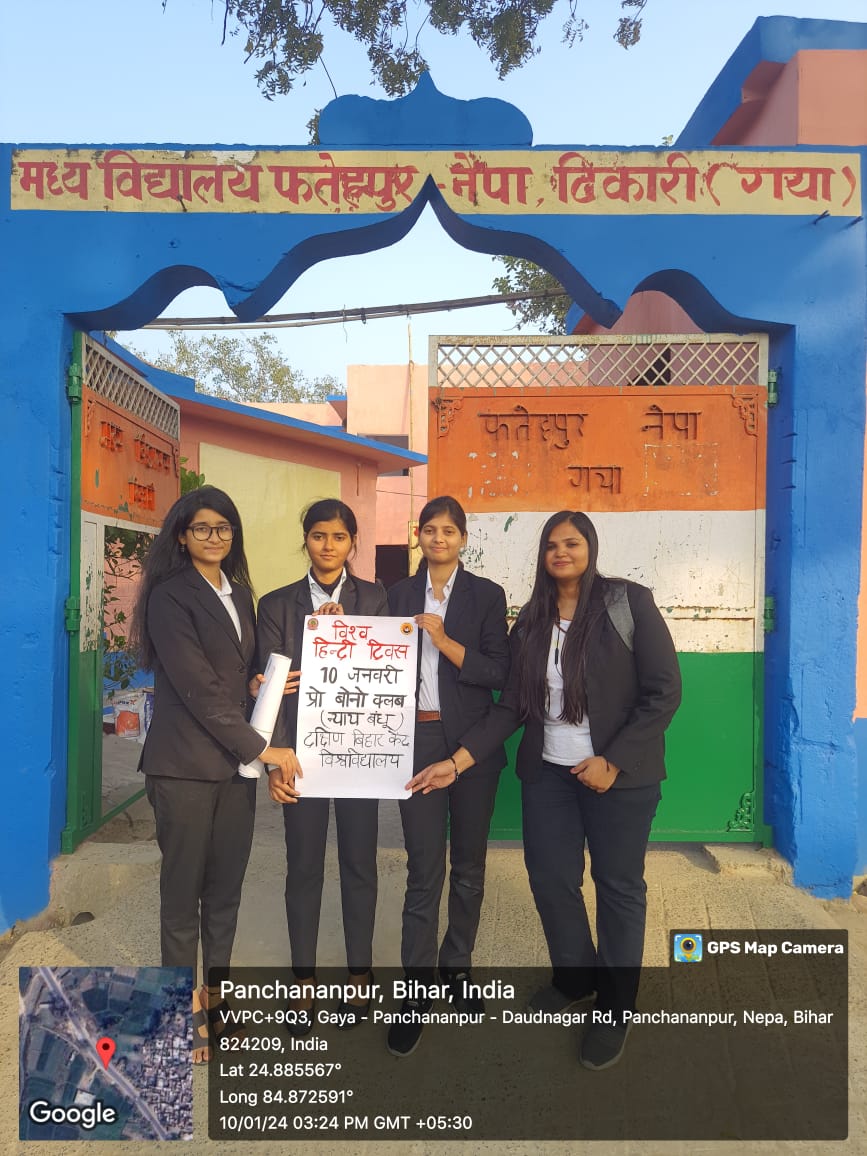 मध्य विद्यालय फतेहपुर - नेपा, टिकारी (गया)
फतेहपुर नेपा
गया
मध्य
विश्व
हिन्दी दिवस
10 जनवरी
प्रो बोनो क्लब
(न्याय बंधु)
दक्षिण बिहार केंद्रीय
विश्वविद्यालय
GPS Map Camera
Panchananpur, Bihar, India
VVPC+9Q3, Gaya - Panchananpur - Daudnagar Rd, Panchananpur, Nepa, Bihar
824209, India
Lat 24.885567°
Long 84.872591°
10/01/24 03:24 PM GMT +05:30
Google